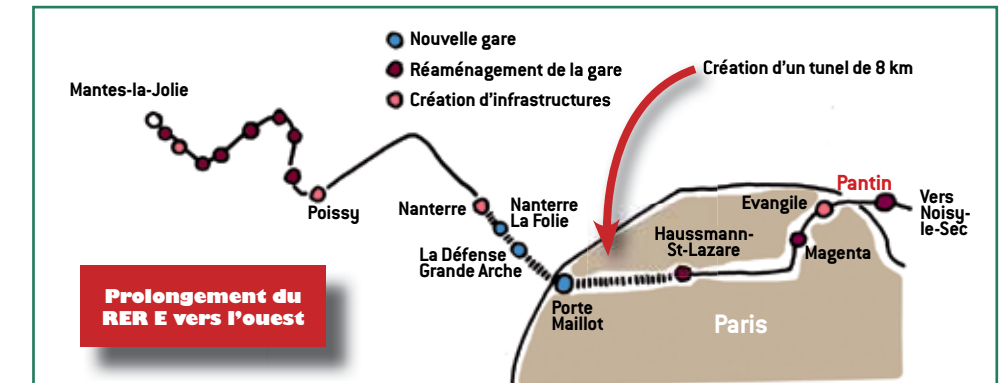 Nouvelle gare
Réaménagement de la gare
Création d'infrastructures
Création d'un tunel de 8 km
Mantes-la-Jolie
Poissy
Nanterre
Nanterre
La Folie
La Défense
Grande Arche
Porte
Maillot
Haussmann-
St-Lazare
Evangile
Magenta
Pantin
Vers
Noisy-
le-Sec
Paris
Prolongement du
RER E vers l'ouest